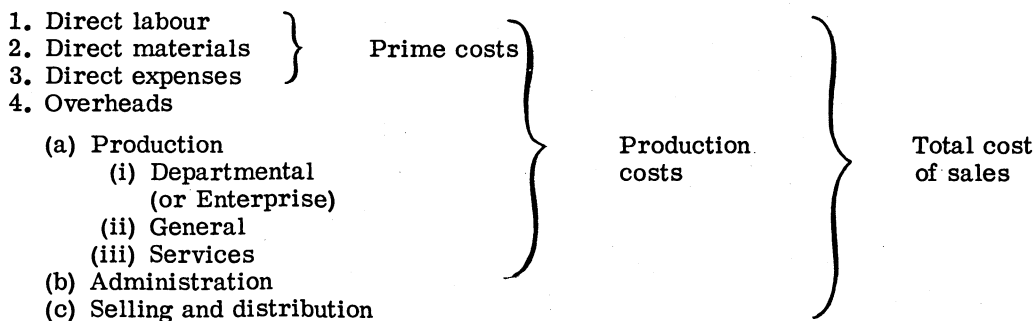 1. Direct labour
2. Direct materials
3. Direct expenses
Prime costs
4. Overheads
(a) Production
(i) Departmental
(or Enterprise)
(ii) General
(iii) Services
(b) Administration
(c) Selling and distribution
Production
costs
Total cost
of sales